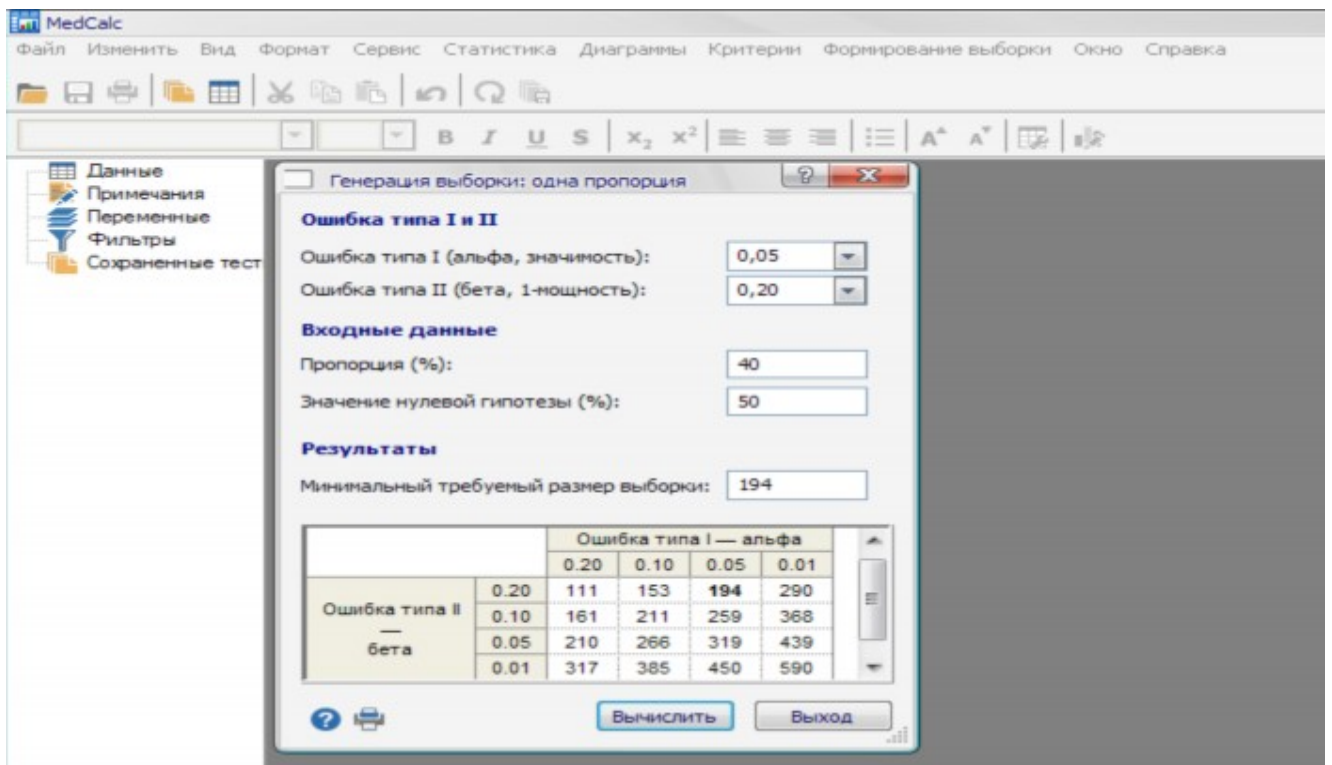 MedCalc
Файл Изменить Вид Формат Сервис Статистика Диаграммы Критерии Формирование выборки Окно Справка
B I U S x₂ x² A A
Данные
Примечания
Переменные
Фильтры
Сохраненные тест
Генерация выборки: одна пропорция
Ошибка типа I и II
Ошибка типа I (альфа, значимость): 0,05
Ошибка типа II (бета, 1-мощность): 0,20
Входные данные
Пропорция (%): 40
Значение нулевой гипотезы (%): 50
Результаты
Минимальный требуемый размер выборки: 194
Ошибка типа I — альфа
0.20 0.10 0.05 0.01
Ошибка типа II — бета
0.20 111 153 194 290
0.10 161 211 259 368
0.05 210 266 319 439
0.01 317 385 450 590
Вычислить Выход